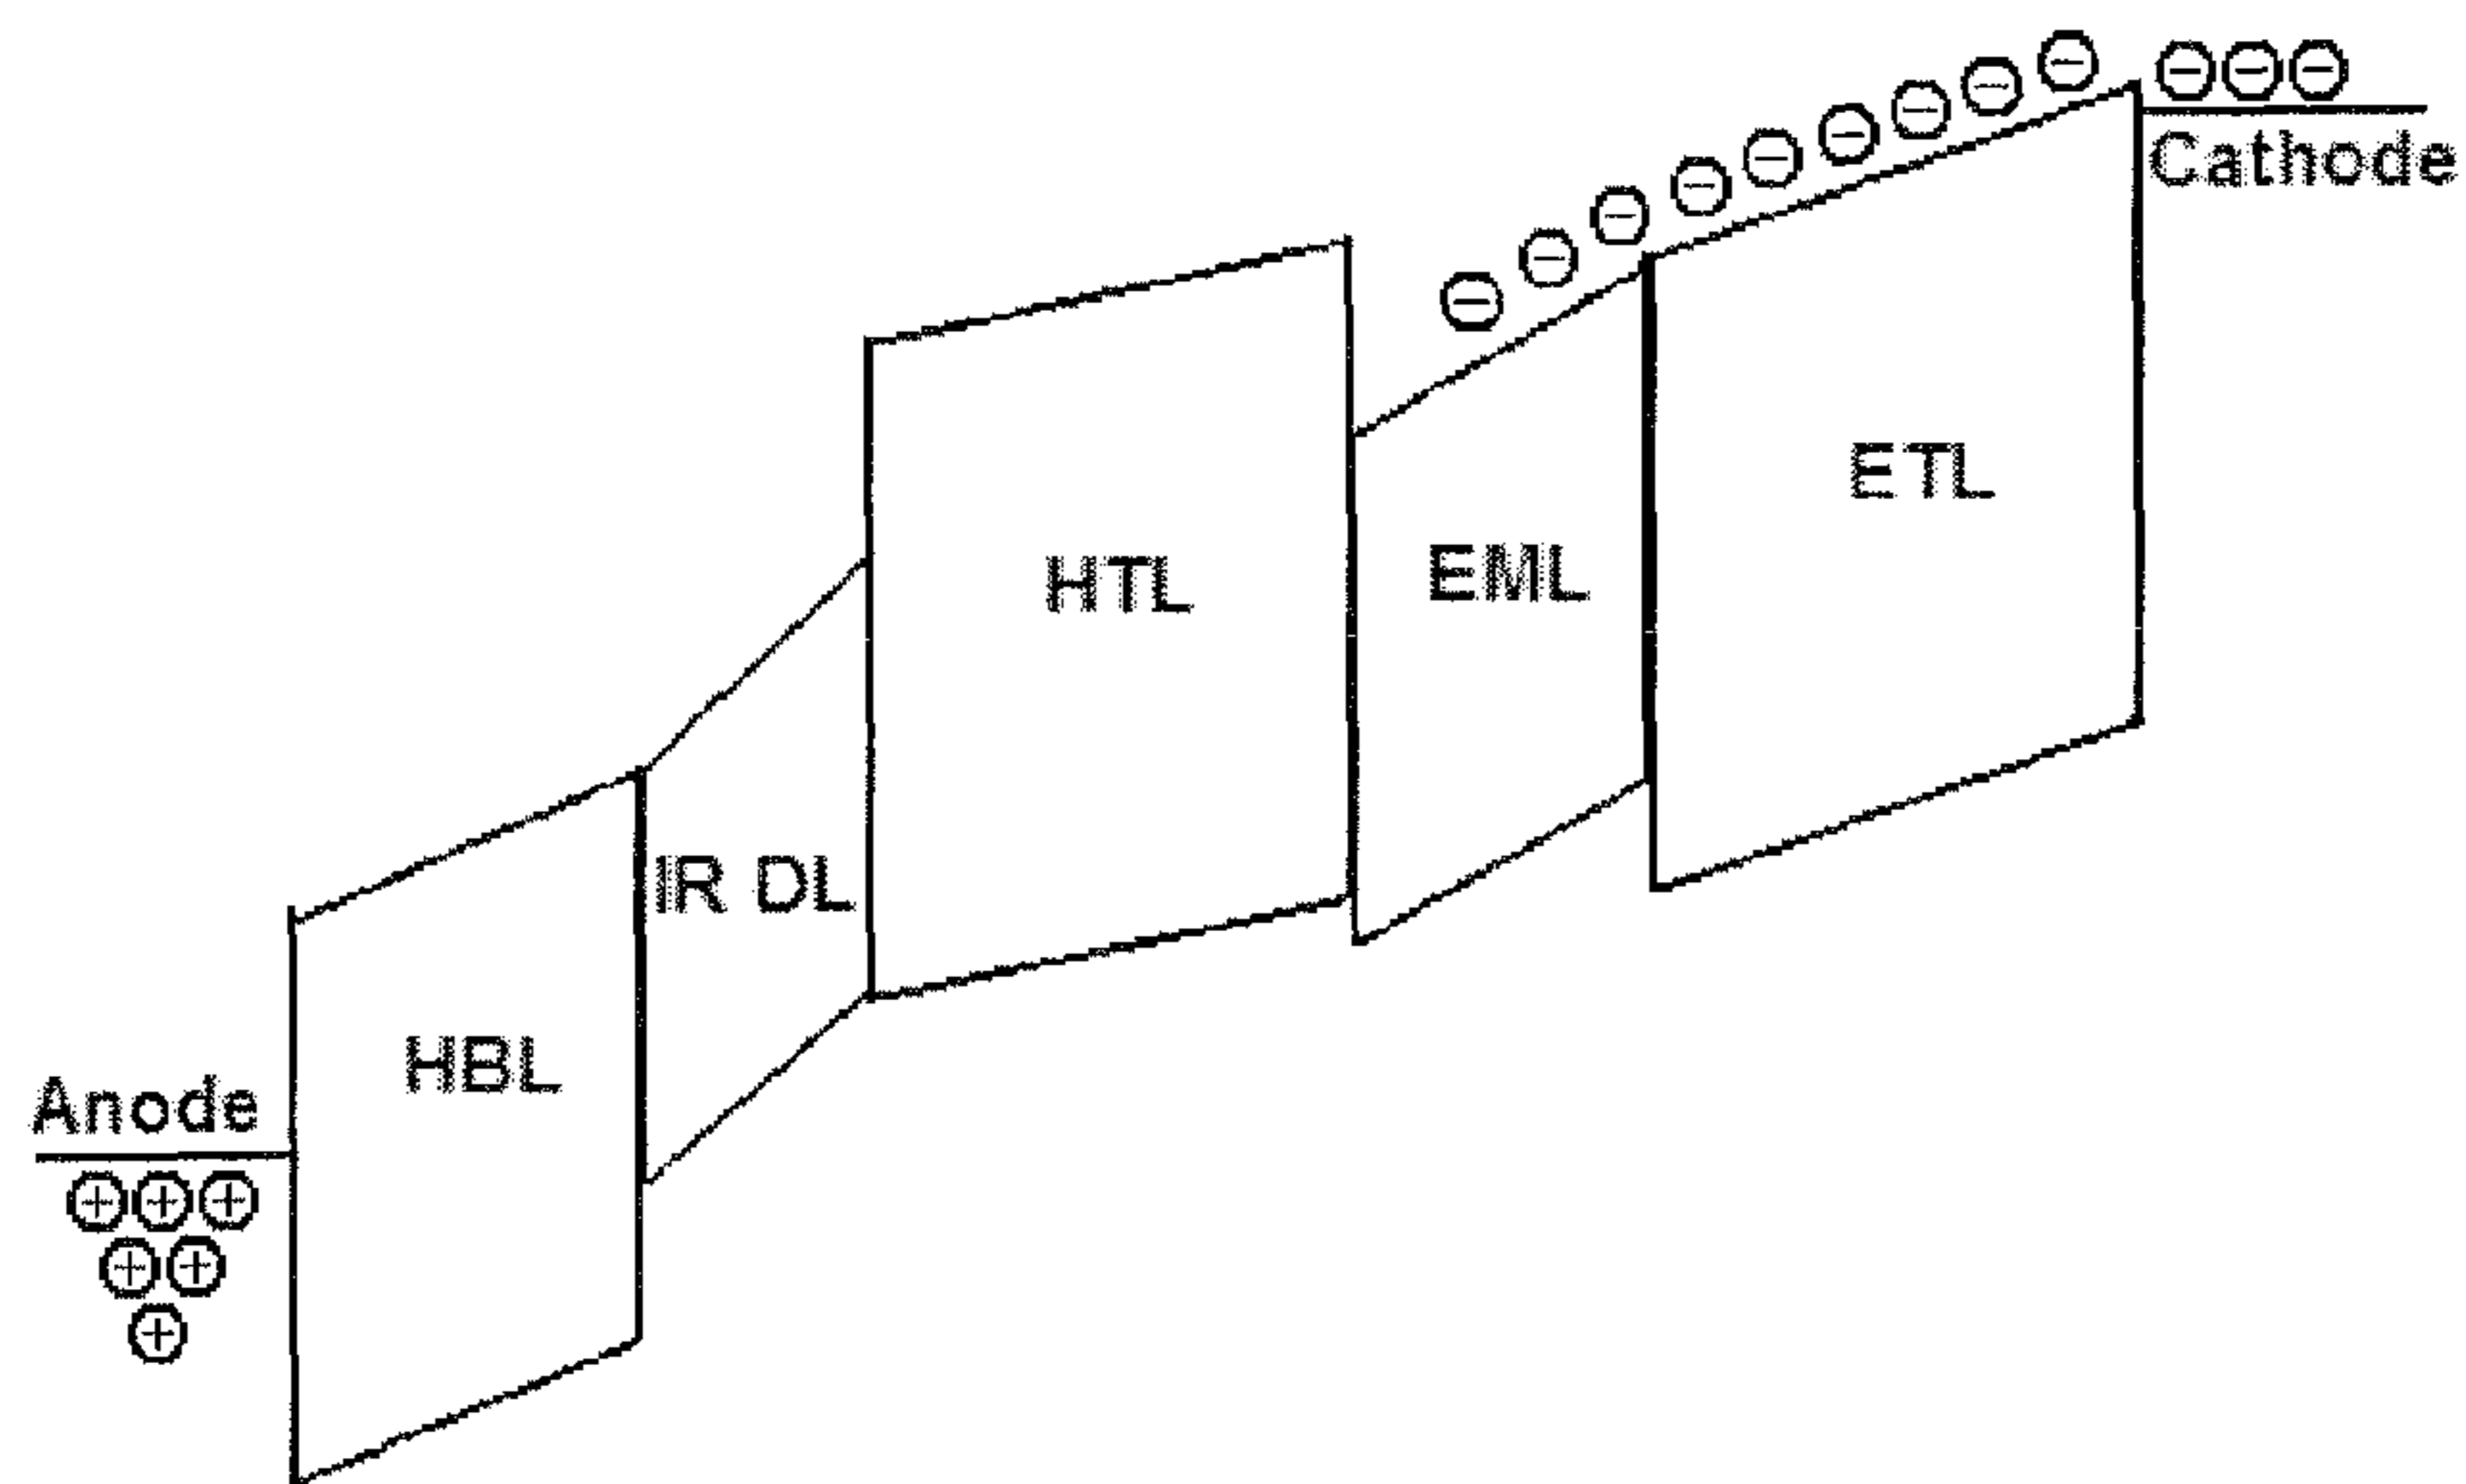 Cathode
ETL
HTL
EML
IR DL
HBL
Anode